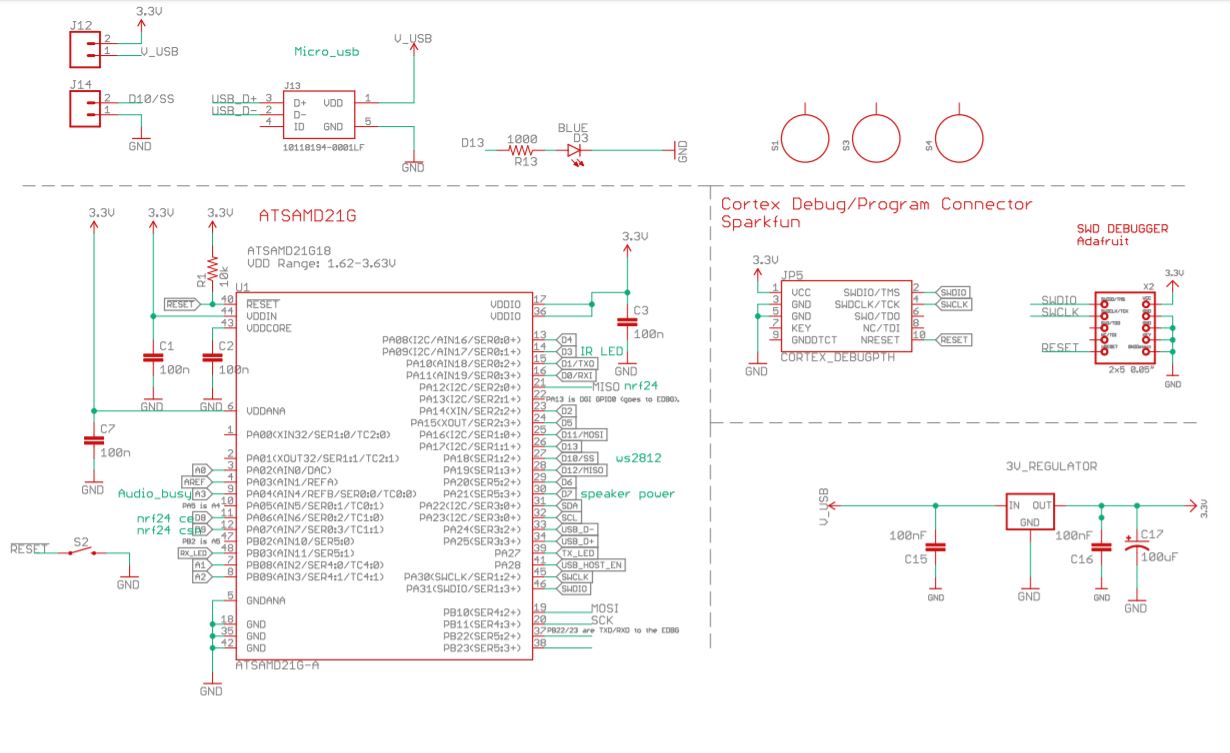 J12
3.3V
2
1
V_USB
J14
2
D10/SS
1
GND
Micro_usb
V_USB
J13
USB_D+ 3 D+ VDD 1
USB_D- 2 D-
4 ID GND 5
10118194-0001LF
GND
D13
1000
R13
BLUE
D3
GND
S1
S3
S4
3.3V
3.3V
3.3V
ATSAMD21G
ATSAMD21G18
VDD Range: 1.62-3.63V
R1
10k
3.3V
U1
RESET 40 RESET
44 VDDIN
43 VDDCORE
VDDIO 17
VDDIO 36
C3
100n
GND
C1
100n
GND
C2
100n
GND
6 VDDANA
C7
100n
GND
1 PA00(XIN32/SER1:0/TC2:0)
2 PA01(XOUT32/SER1:1/TC2:1)
A0 3 PA02(AIN0/DAC)
AREF 4 PA03(AIN1/REFA)
Audio_busy A3 9 PA04(AIN4/REFB/SER0:0/TC0:0)
PA5 is A4 10 PA05(AIN5/SER0:1/TC0:1)
nrf24 ce D8 11 PA06(AIN6/SER0:2/TC1:0)
nrf24 csn D9 12 PA07(AIN7/SER0:3/TC1:1)
PB2 is A5 47 PB02(AIN10/SER5:0)
RX_LED 48 PB03(AIN11/SER5:1)
A1 7 PB08(AIN2/SER4:0/TC4:0)
A2 8 PB09(AIN3/SER4:1/TC4:1)
5 GNDANA
18 GND
35 GND
42 GND
GND
ATSAMD21G-A
RESET
S2
GND
PA08(I2C/AIN16/SER0:0+) 13 D4
PA09(I2C/AIN17/SER0:1+) 14 D3 IR LED
PA10(AIN18/SER0:2+) 15 D1/TXO
PA11(AIN19/SER0:3+) 16 D0/RXI
PA12(I2C/SER2:0+) 21 MISO nrf24
PA13(I2C/SER2:1+) 22 PA13 is DGI GPIO0 (goes to EDBG).
PA14(XIN/SER2:2+) 23 D2
PA15(XOUT/SER2:3+) 24 D5
PA16(I2C/SER1:0+) 25 D11/MOSI
PA17(I2C/SER1:1+) 26 D13
PA18(SER1:2+) 27 D10/SS ws2812
PA19(SER1:3+) 28 D12/MISO
PA20(SER5:2+) 29 D6
PA21(SER5:3+) 30 D7 speaker power
PA22(I2C/SER3:0+) 31 SDA
PA23(I2C/SER3:0+) 32 SCL
PA24(SER3:2+) 33 USB_D-
PA25(SER3:3+) 34 USB_D+
PA27 39 TX_LED
PA28 41 USB_HOST_EN
PA30(SWCLK/SER1:2+) 45 SWCLK
PA31(SWDIO/SER1:3+) 46 SWDIO
PB10(SER4:2+) 19 MOSI
PB11(SER4:3+) 20 SCK
PB22(SER5:2+) 37 PB22/23 are TXD/RXD to the EDBG
PB23(SER5:3+) 38
Cortex Debug/Program Connector
Sparkfun
3.3V
JP5
1 VCC SWDIO/TMS 2 SWDIO
3 GND SWDCLK/TCK 4 SWCLK
5 GND SWO/TDO 6
7 KEY NC/TDI 8
9 GNDDTCT NRESET 10 RESET
GND
CORTEX_DEBUGPTH
SWD DEBUGGER
Adafruit
3.3V
X2
SWDIO
SWCLK
RESET
2x5 0.05"
GND
3V_REGULATOR
V_USB
IN OUT
GND
3.3V
100nF
C15
GND
GND
100nF
C16
GND
C17
100uF
GND